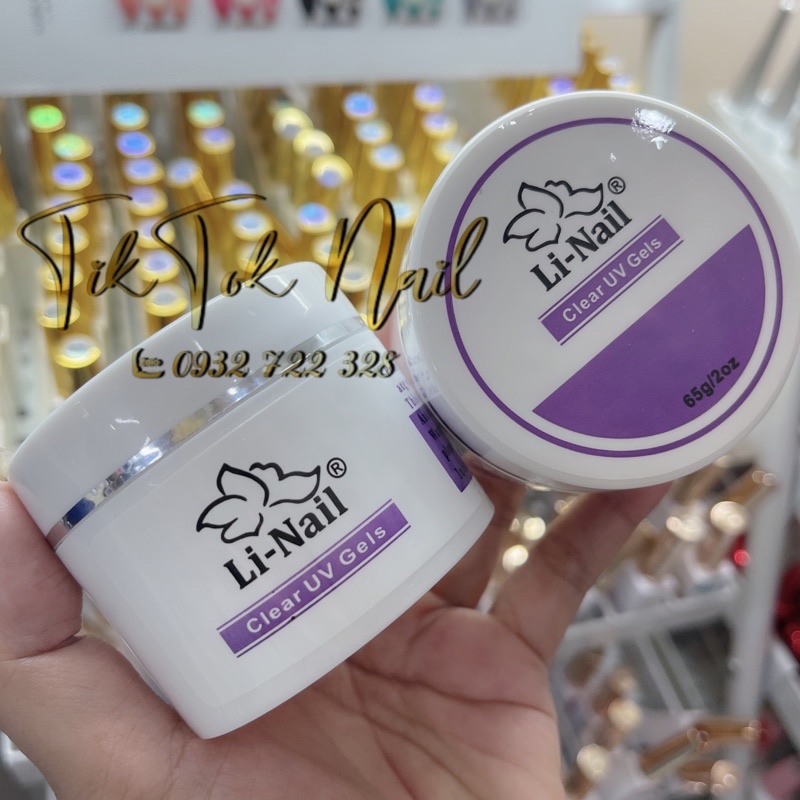 TikTok Nail
0932 722 328
Li-Nail®
Clear UV Gels
65g/2oz
Li-Nail®
Clear UV Gels